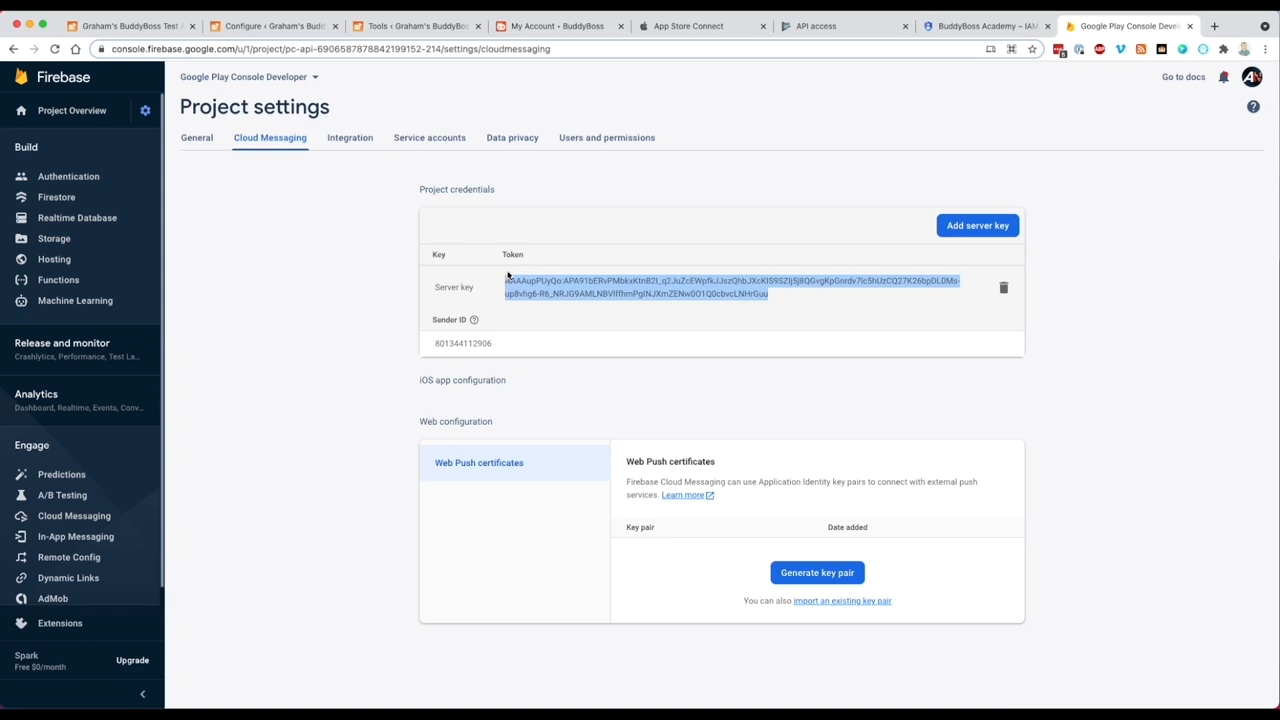 Graham's BuddyBoss Test A
Configure ‹ Graham's Budd
Tools ‹ Graham's BuddyBos
My Account • BuddyBoss
App Store Connect
API access
BuddyBoss Academy – IAM
Google Play Console Develo
console.firebase.google.com/u/1/project/pc-api-6906587878842199152-214/settings/cloudmessaging
Firebase
Google Play Console Developer
Go to docs
Project Overview
Project settings
General
Cloud Messaging
Integration
Service accounts
Data privacy
Users and permissions
Build
Authentication
Firestore
Realtime Database
Storage
Hosting
Functions
Machine Learning
Release and monitor
Crashlytics, Performance, Test La...
Analytics
Dashboard, Realtime, Events, Conv...
Engage
Predictions
A/B Testing
Cloud Messaging
In-App Messaging
Remote Config
Dynamic Links
AdMob
Extensions
Spark
Free $0/month
Upgrade
Project credentials
Add server key
Key
Token
Server key
Sender ID
801344112906
iOS app configuration
Web configuration
Web Push certificates
Web Push certificates
Firebase Cloud Messaging can use Application Identity key pairs to connect with external push
services. Learn more
Key pair
Date added
Generate key pair
You can also import an existing key pair